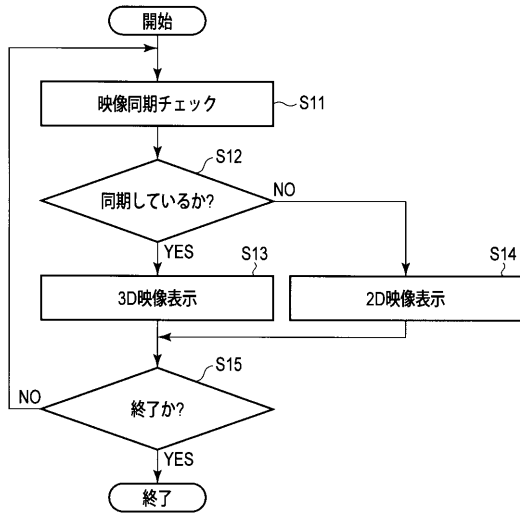 開始
映像同期チェック
S11
S12
同期しているか?
NO
YES
S13
3D映像表示
S14
2D映像表示
S15
NO
終了か?
YES
終了